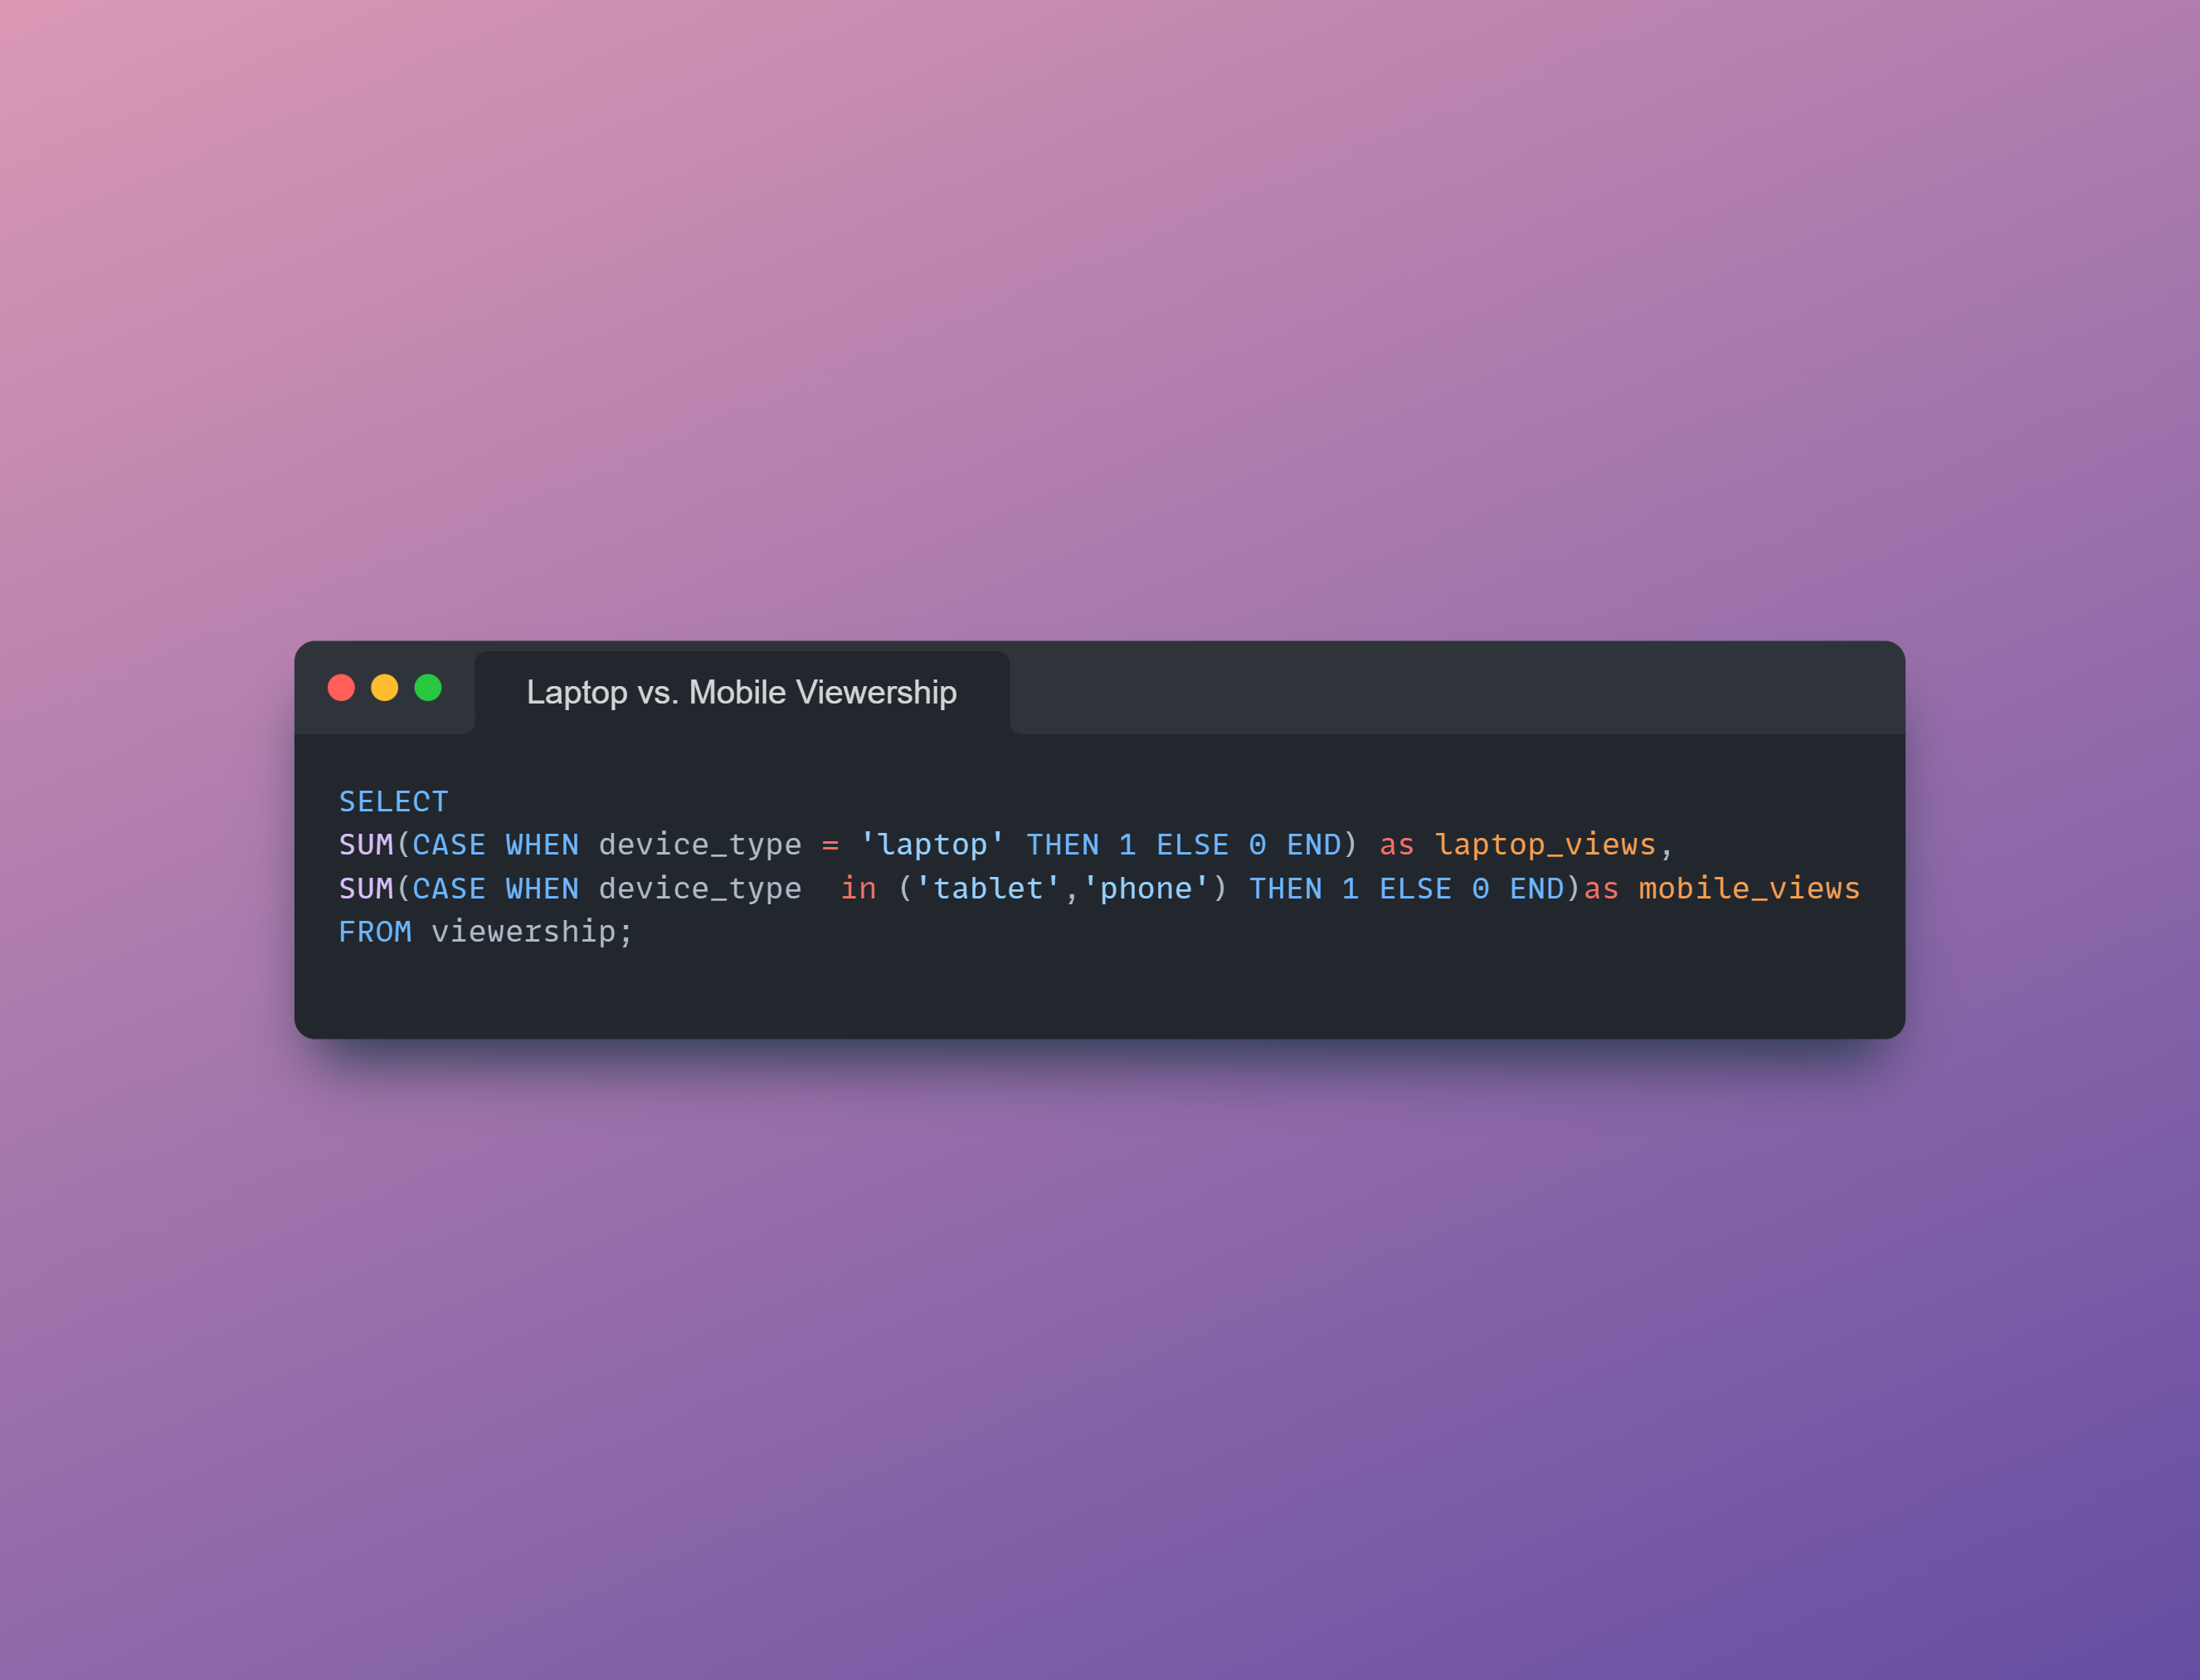 Laptop vs. Mobile Viewership
SELECT
SUM(CASE WHEN device_type = 'laptop' THEN 1 ELSE 0 END) as laptop_views,
SUM(CASE WHEN device_type  in ('tablet','phone') THEN 1 ELSE 0 END)as mobile_views
FROM viewership;